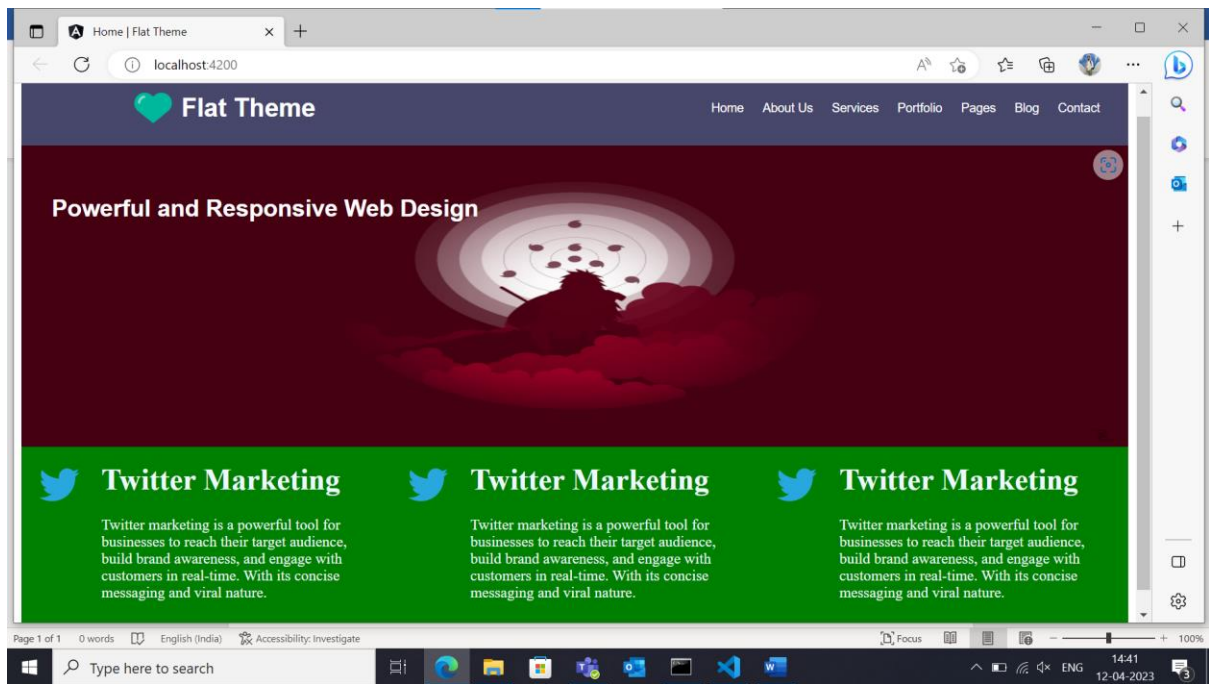 Home | Flat Theme
localhost:4200
Flat Theme
Home About Us Services Portfolio Pages Blog Contact
Powerful and Responsive Web Design
Twitter Marketing
Twitter marketing is a powerful tool for
businesses to reach their target audience,
build brand awareness, and engage with
customers in real-time. With its concise
messaging and viral nature.
Twitter Marketing
Twitter marketing is a powerful tool for
businesses to reach their target audience,
build brand awareness, and engage with
customers in real-time. With its concise
messaging and viral nature.
Twitter Marketing
Twitter marketing is a powerful tool for
businesses to reach their target audience,
build brand awareness, and engage with
customers in real-time. With its concise
messaging and viral nature.
Page 1 of 1 0 words English (India) Accessibility: Investigate Focus 100%
Type here to search
ENG
14:41
12-04-2023
3